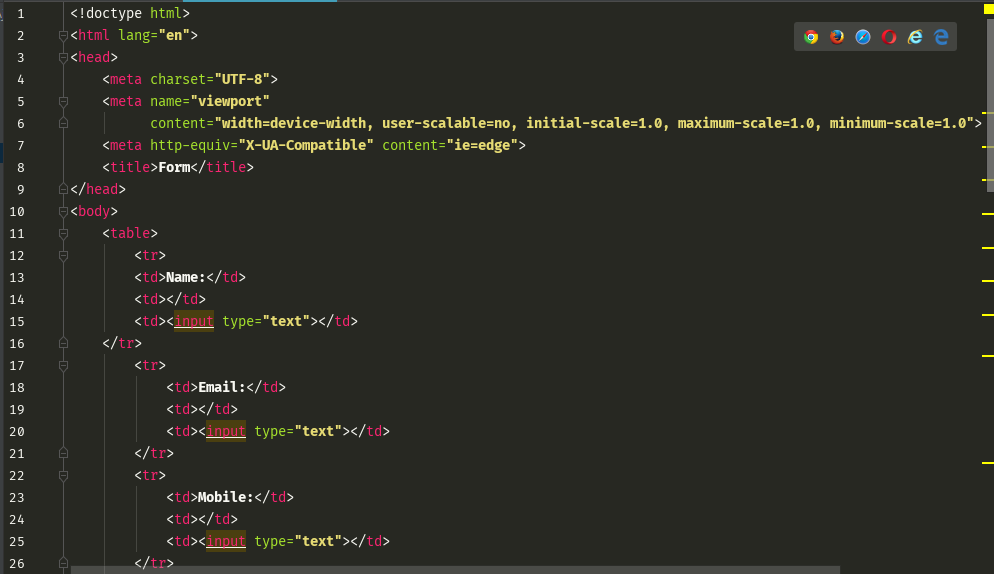 1 <!doctype html>
2 <html lang="en">
3 <head>
4     <meta charset="UTF-8">
5     <meta name="viewport"
6           content="width=device-width, user-scalable=no, initial-scale=1.0, maximum-scale=1.0, minimum-scale=1.0">
7     <meta http-equiv="X-UA-Compatible" content="ie=edge">
8     <title>Form</title>
9 </head>
10 <body>
11     <table>
12         <tr>
13         <td>Name:</td>
14         <td></td>
15         <td><input type="text"></td>
16     </tr>
17         <tr>
18             <td>Email:</td>
19             <td></td>
20             <td><input type="text"></td>
21         </tr>
22         <tr>
23             <td>Mobile:</td>
24             <td></td>
25             <td><input type="text"></td>
26         </tr>